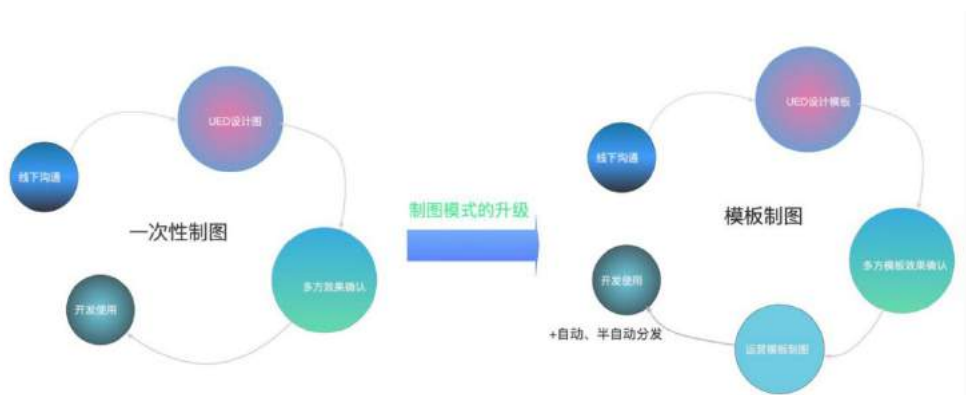 UED设计图
线下沟通
一次性制图
多方效果确认
开发使用
制图模式的升级
UED设计模板
线下沟通
模板制图
多方模板效果确认
开发使用
+自动、半自动分发
运营模板制图